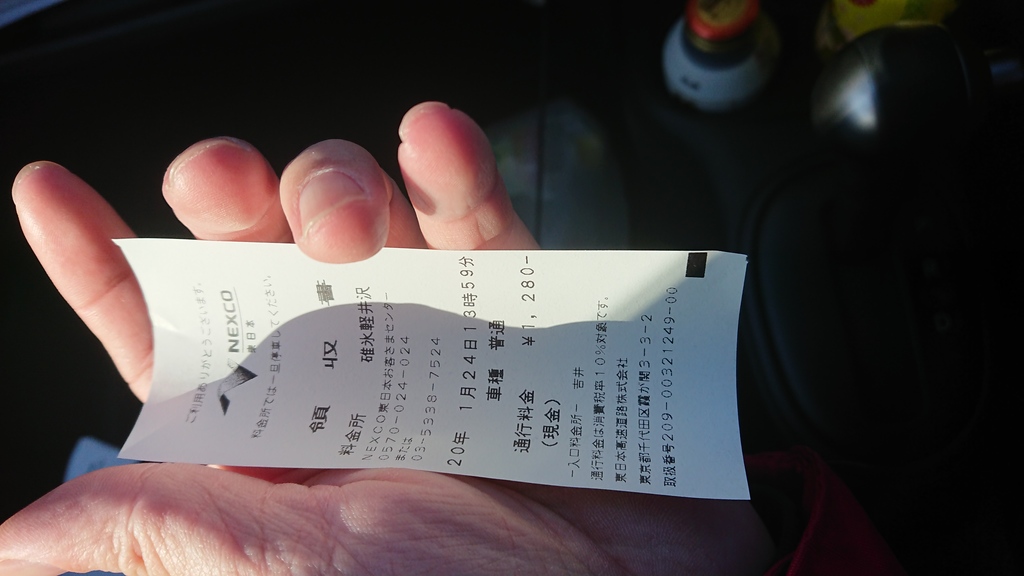 ご利用ありがとうございます。
NEXCO
東日本
料金所では一旦停車してください。
領 収 書
料金所 碓氷軽井沢
NEXCO東日本お客さまセンター
0570-024-024
または
03-5338-7524
20年 1月24日13時59分
車種 普通
通行料金 ¥1,280-
(現金)
-入口料金所- 吉井
通行料金は消費税率10%対象です。
東日本高速道路株式会社
東京都千代田区霞が関3-3-2
取扱番号209-00321249-00